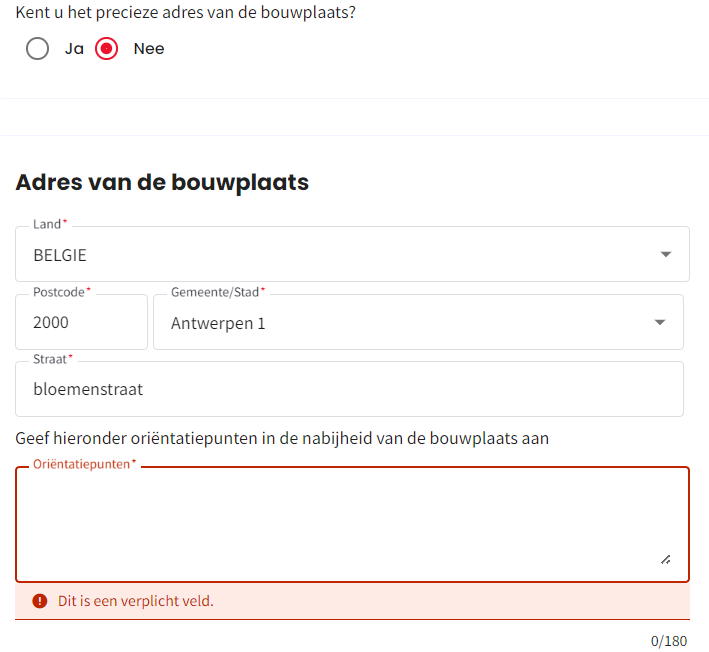 Kent u het precieze adres van de bouwplaats?
Ja Nee
Adres van de bouwplaats
Land*
BELGIE
Postcode* Gemeente/Stad*
2000 Antwerpen 1
Straat*
bloemenstraat
Geef hieronder oriëntatiepunten in de nabijheid van de bouwplaats aan
Oriëntatiepunten*
Dit is een verplicht veld.
0/180